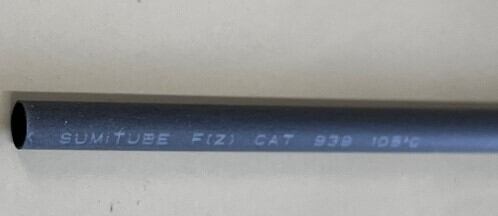 SUMITUBE F(Z) CAT 939 105°C